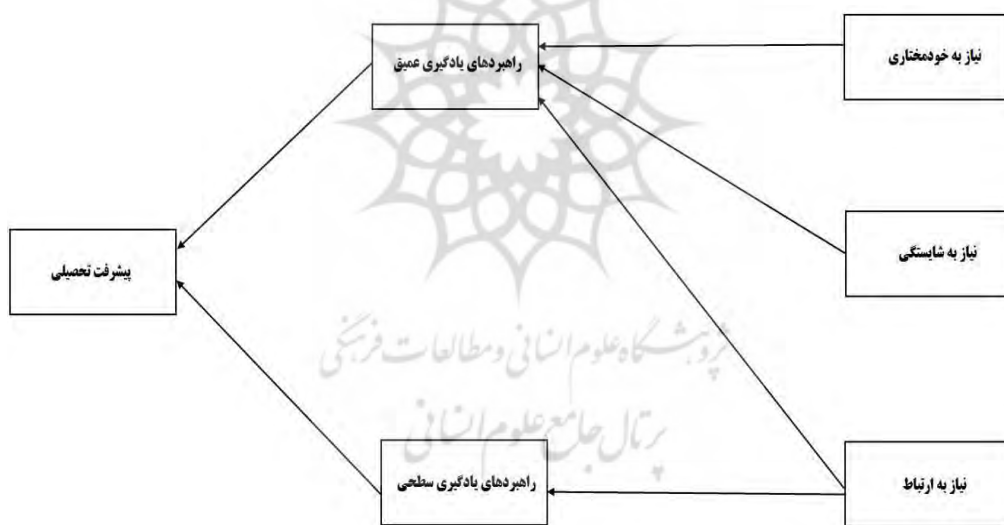 نیاز به خودمختاری
راهبردهای یادگیری عمیق
نیاز به شایستگی
پیشرفت تحصیلی
پژوهشگاه علوم انسانی و مطالعات فرهنگی
پرتال جامع علوم انسانی
نیاز به ارتباط
راهبردهای یادگیری سطحی